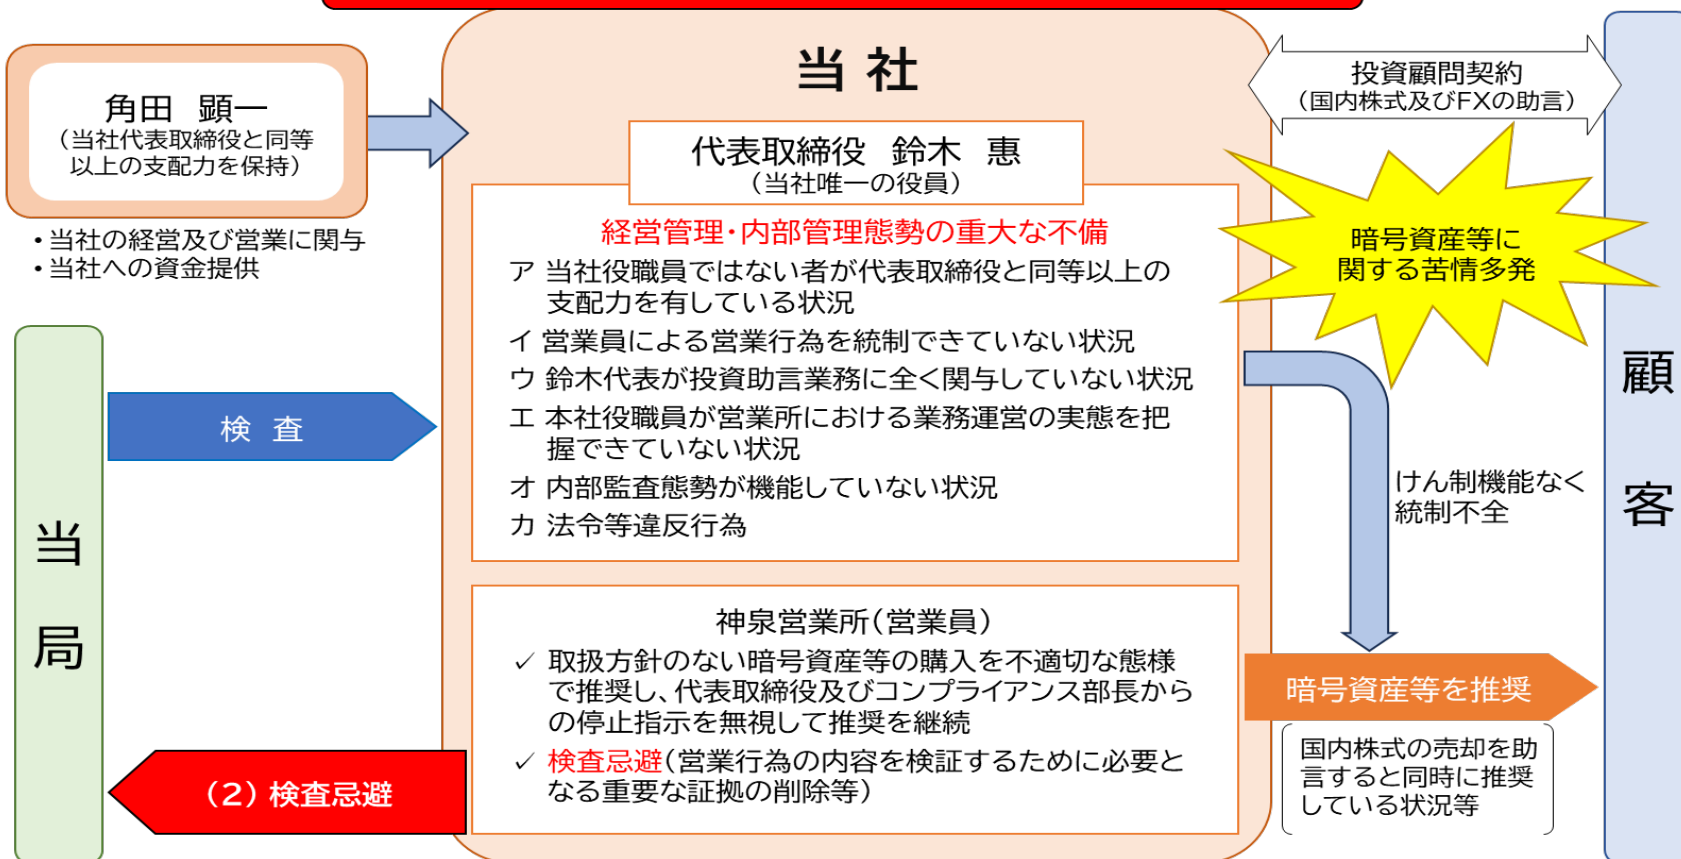 当 社
角田 顕一
（当社代表取締役と同等
以上の支配力を保持）
・当社の経営及び営業に関与
・当社への資金提供
代表取締役 鈴木 惠
（当社唯一の役員）
経営管理・内部管理態勢の重大な不備
ア 当社役職員ではない者が代表取締役と同等以上の
支配力を有している状況
イ 営業員による営業行為を統制できていない状況
ウ 鈴木代表が投資助言業務に全く関与していない状況
エ 本社役職員が営業所における業務運営の実態を把
握できていない状況
オ 内部監査態勢が機能していない状況
カ 法令等違反行為
神泉営業所（営業員）
✓ 取扱方針のない暗号資産等の購入を不適切な態様
で推奨し、代表取締役及びコンプライアンス部長から
の停止指示を無視して推奨を継続
✓ 検査忌避（営業行為の内容を検証するために必要と
なる重要な証拠の削除等）
当局
検 査
（2） 検査忌避
投資顧問契約
（国内株式及びFXの助言）
暗号資産等に
関する苦情多発
けん制機能なく
統制不全
暗号資産等を推奨
国内株式の売却を助
言すると同時に推奨
している状況等
顧客